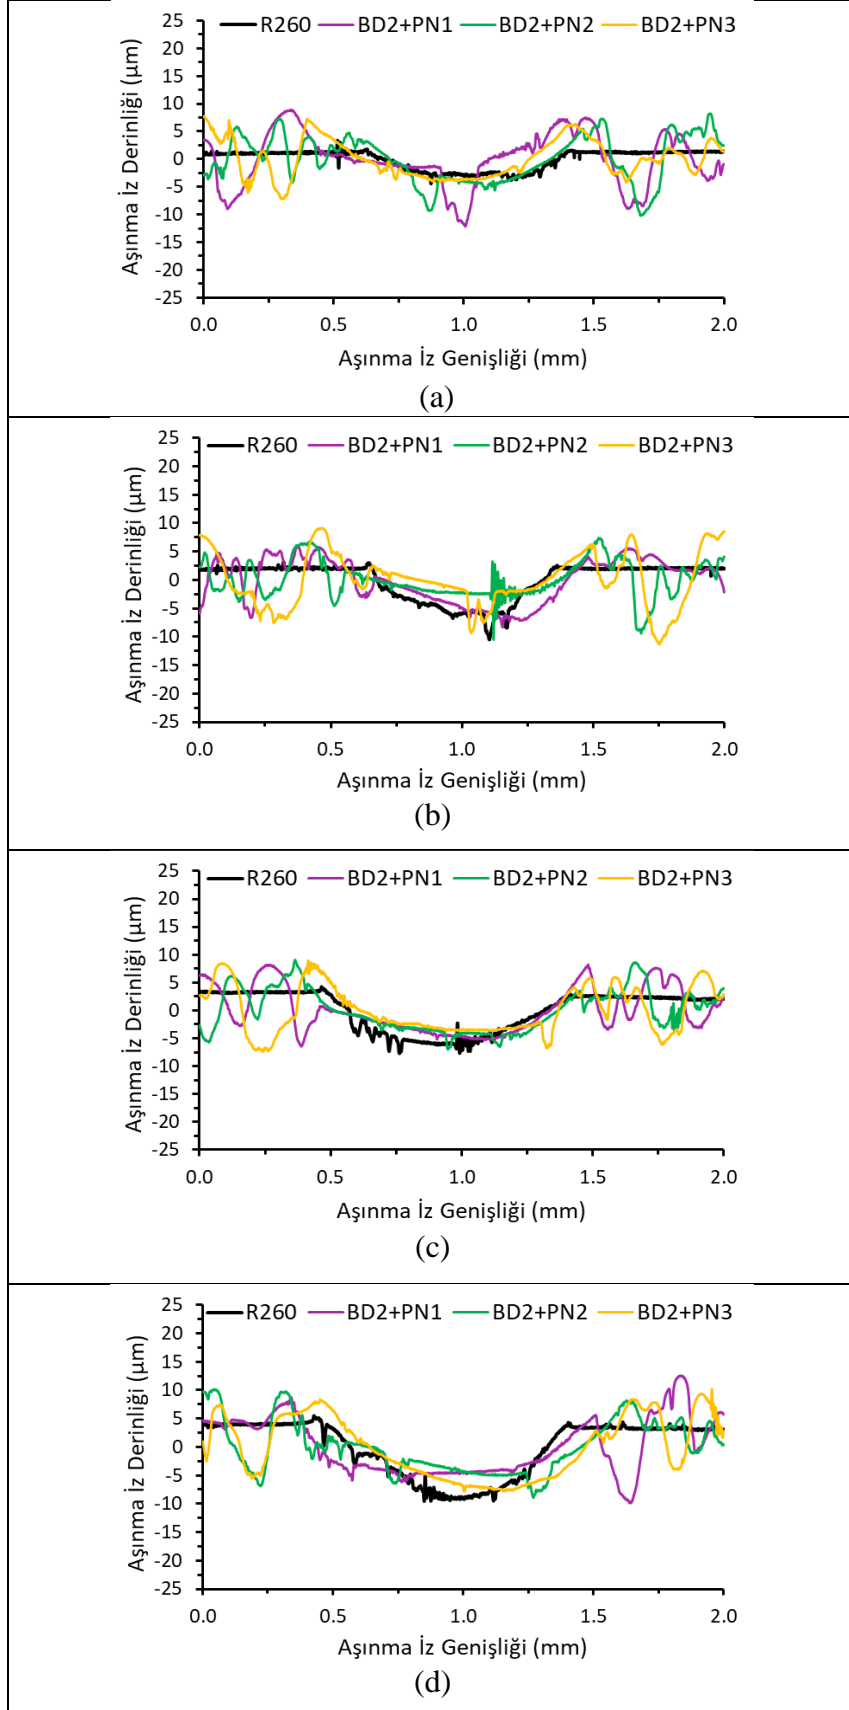 R260 BD2+PN1 BD2+PN2 BD2+PN3
Aşınma İz Derinliği (µm)
25
20
15
10
5
0
-5
-10
-15
-20
-25
0.0 0.5 1.0 1.5 2.0
Aşınma İz Genişliği (mm)
(a)
R260 BD2+PN1 BD2+PN2 BD2+PN3
Aşınma İz Derinliği (µm)
25
20
15
10
5
0
-5
-10
-15
-20
-25
0.0 0.5 1.0 1.5 2.0
Aşınma İz Genişliği (mm)
(b)
R260 BD2+PN1 BD2+PN2 BD2+PN3
Aşınma İz Derinliği (µm)
25
20
15
10
5
0
-5
-10
-15
-20
-25
0.0 0.5 1.0 1.5 2.0
Aşınma İz Genişliği (mm)
(c)
R260 BD2+PN1 BD2+PN2 BD2+PN3
Aşınma İz Derinliği (µm)
25
20
15
10
5
0
-5
-10
-15
-20
-25
0.0 0.5 1.0 1.5 2.0
Aşınma İz Genişliği (mm)
(d)